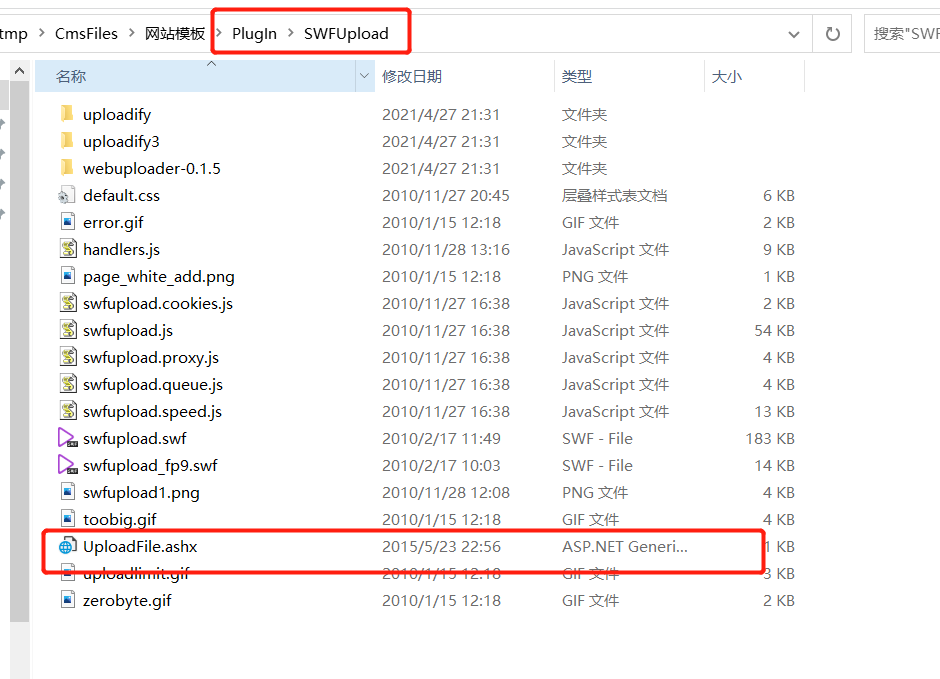 tmp > CmsFiles > 网站模板 > PlugIn > SWFUpload 搜索"SWF
名称 修改日期 类型 大小
uploadify 2021/4/27 21:31 文件夹
uploadify3 2021/4/27 21:31 文件夹
webuploader-0.1.5 2021/4/27 21:31 文件夹
default.css 2010/11/27 20:45 层叠样式表文档 6 KB
error.gif 2010/1/15 12:18 GIF 文件 2 KB
handlers.js 2010/11/28 13:16 JavaScript 文件 9 KB
page_white_add.png 2010/1/15 12:18 PNG 文件 1 KB
swfupload.cookies.js 2010/11/27 16:38 JavaScript 文件 2 KB
swfupload.js 2010/11/27 16:38 JavaScript 文件 54 KB
swfupload.proxy.js 2010/11/27 16:38 JavaScript 文件 4 KB
swfupload.queue.js 2010/11/27 16:38 JavaScript 文件 4 KB
swfupload.speed.js 2010/11/27 16:38 JavaScript 文件 13 KB
swfupload.swf 2010/2/17 11:49 SWF - File 183 KB
swfupload_fp9.swf 2010/2/17 10:03 SWF - File 14 KB
swfupload1.png 2010/11/28 12:08 PNG 文件 4 KB
toobig.gif 2010/1/15 12:18 GIF 文件 4 KB
UploadFile.ashx 2015/5/23 22:56 ASP.NET Generi... 1 KB
uploadlimit.gif 2010/1/15 12:18 GIF 文件 3 KB
zerobyte.gif 2010/1/15 12:18 GIF 文件 2 KB